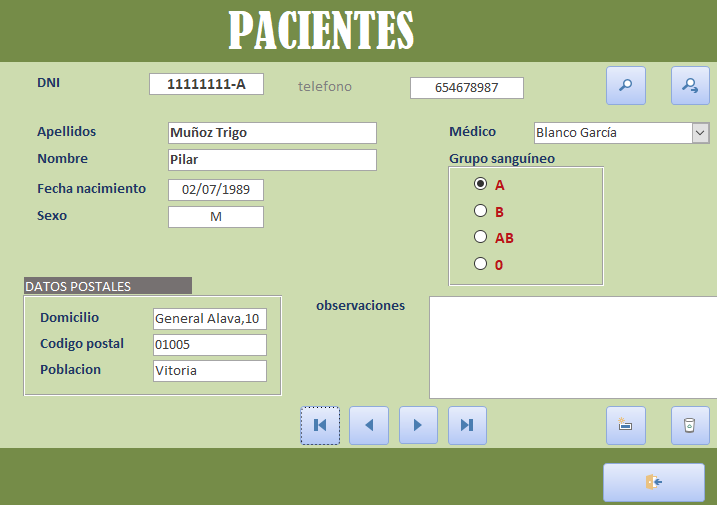 PACIENTES
DNI 11111111-A telefono 654678987
Apellidos Muñoz Trigo Médico Blanco García
Nombre Pilar Grupo sanguíneo
Fecha nacimiento 02/07/1989 A
Sexo M B
AB
0
DATOS POSTALES
Domicilio General Alava,10 observaciones
Codigo postal 01005
Poblacion Vitoria